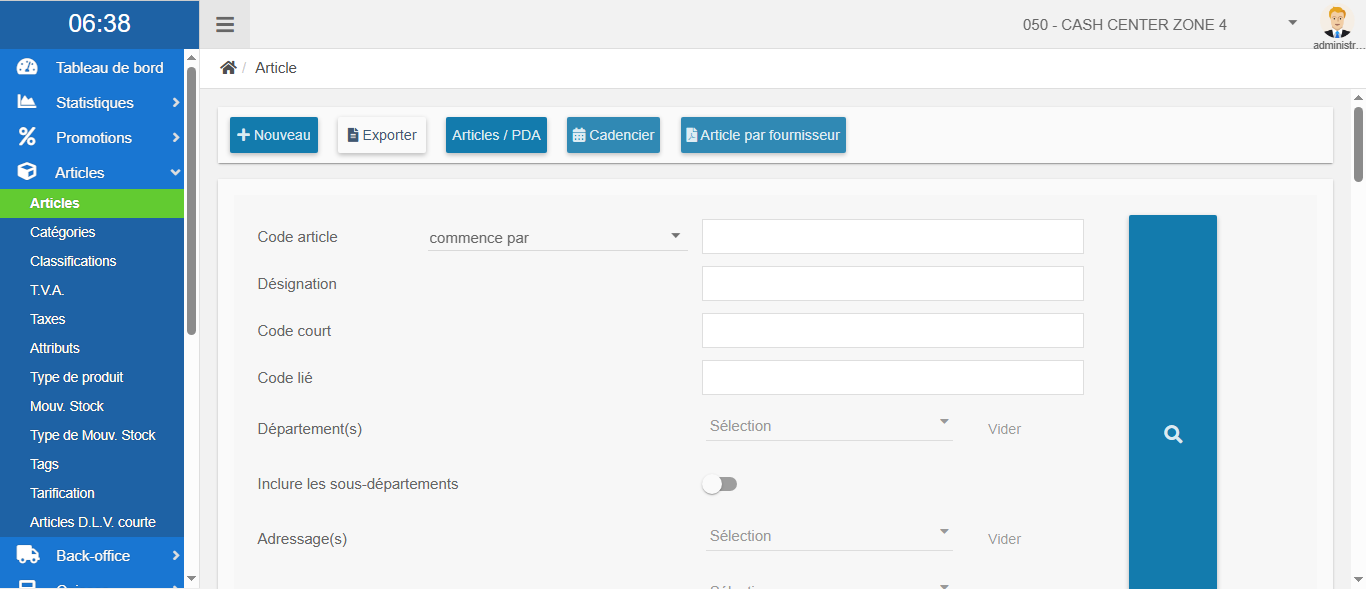 06:38
050 - CASH CENTER ZONE 4
administr...
Tableau de bord
Statistiques
Promotions
Articles
Articles
Catégories
Classifications
T.V.A.
Taxes
Attributs
Type de produit
Mouv. Stock
Type de Mouv. Stock
Tags
Tarification
Articles D.L.V. courte
Back-office
/ Article
Nouveau
Exporter
Articles / PDA
Cadencier
Article par fournisseur
Code article
commence par
Désignation
Code court
Code lié
Département(s)
Sélection
Vider
Inclure les sous-départements
Adressage(s)
Sélection
Vider